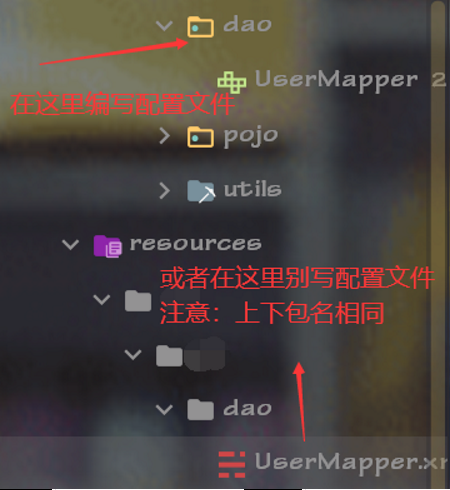 dao
UserMapper 2
在这里编写配置文件
pojo
utils
resources
或者在这里别写配置文件
注意：上下包名相同
dao
UserMapper.xr